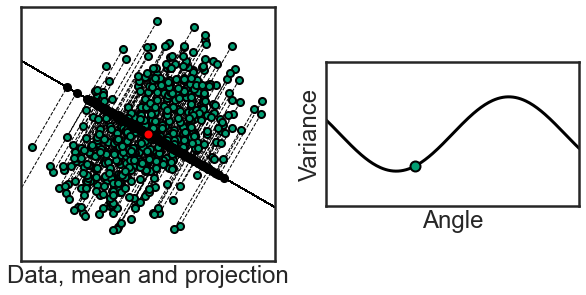 Data, mean and projection
Variance
Angle